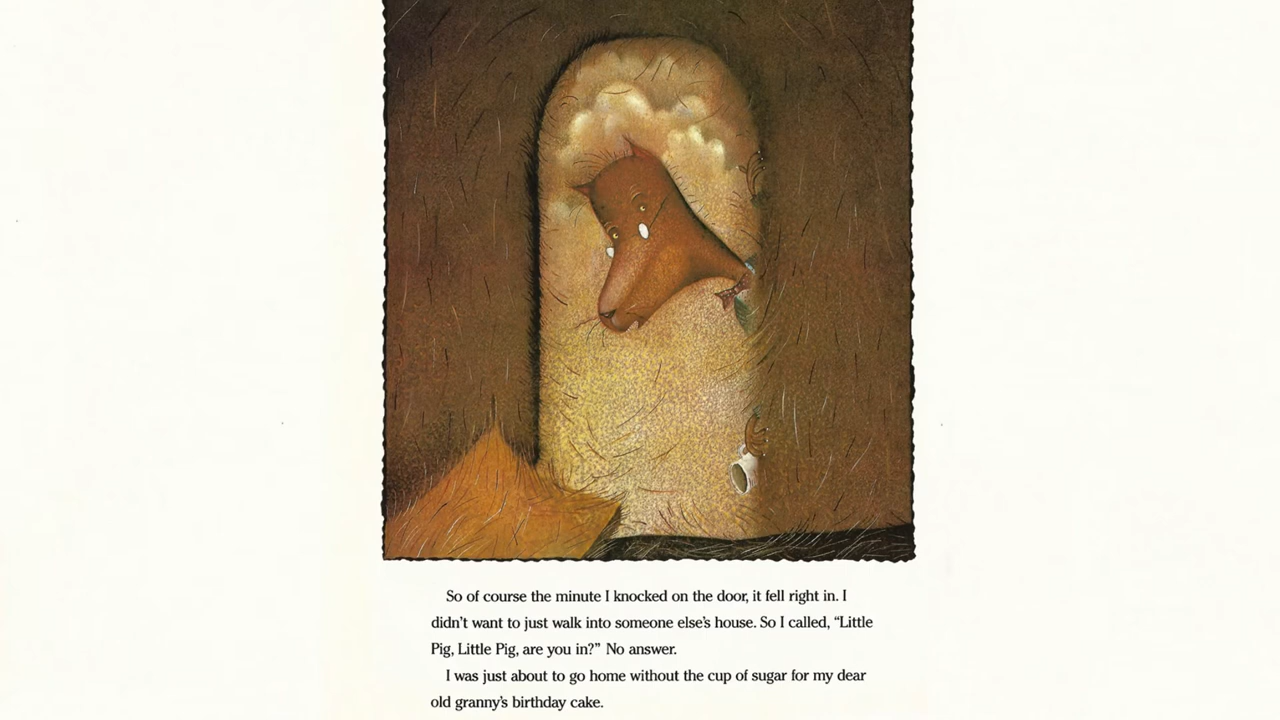 So of course the minute I knocked on the door, it fell right in. I
didn’t want to just walk into someone else’s house. So I called, “Little
Pig, Little Pig, are you in?” No answer.
I was just about to go home without the cup of sugar for my dear
old granny’s birthday cake.